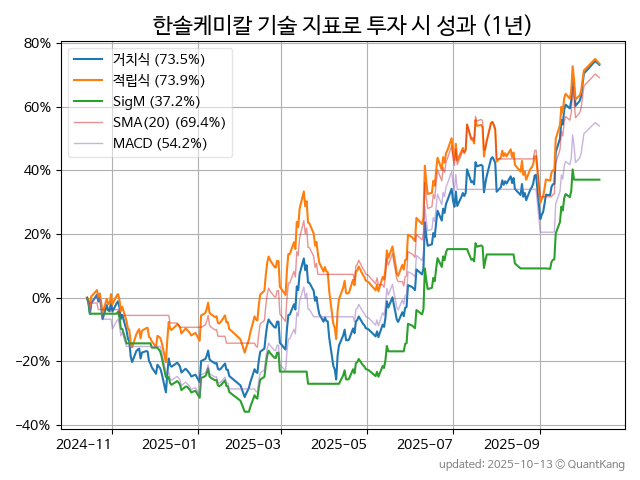 한솔케미칼 기술 지표로 투자 시 성과 (1년)
거치식 (73.5%)
적립식 (73.9%)
SigM (37.2%)
SMA(20) (69.4%)
MACD (54.2%)
80%
60%
40%
20%
0%
−20%
−40%
2024-11
2025-01
2025-03
2025-05
2025-07
2025-09
updated: 2025-10-13 © QuantKang